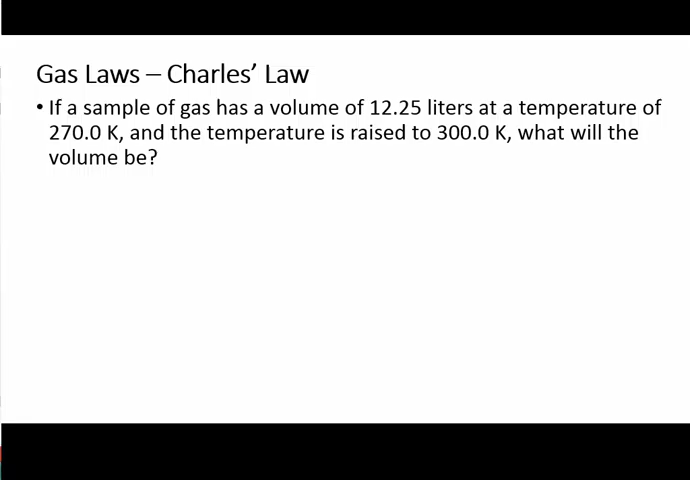 Gas Laws – Charles’ Law
• If a sample of gas has a volume of 12.25 liters at a temperature of
270.0 K, and the temperature is raised to 300.0 K, what will the
volume be?